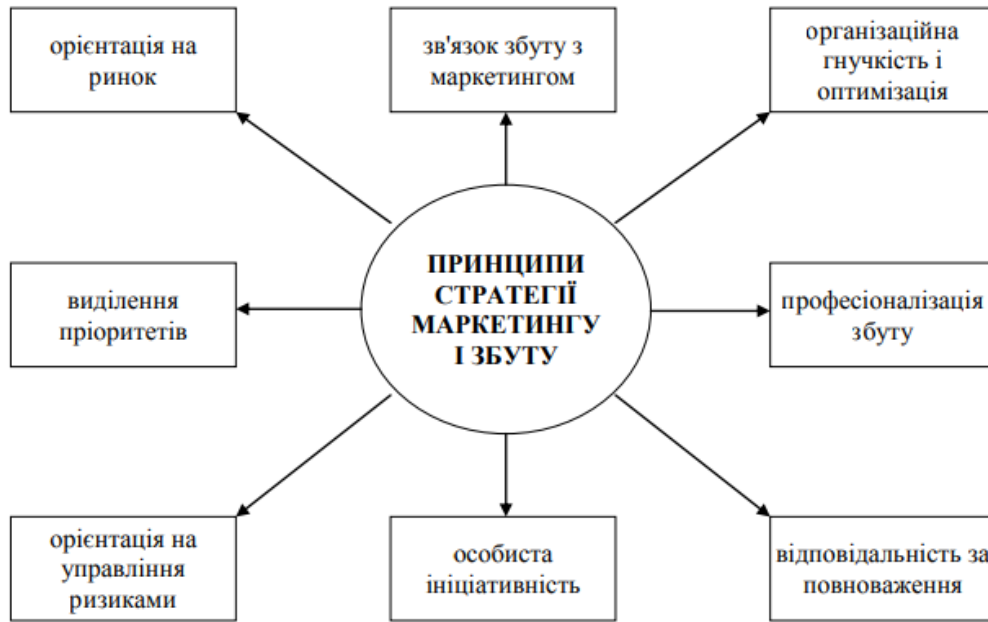 орієнтація на
ринок
зв'язок збуту з
маркетингом
організаційна
гнучкість і
оптимізація
виділення
пріоритетів
ПРИНЦИПИ
СТРАТЕГІЇ
МАРКЕТИНГУ
І ЗБУТУ
професіоналізація
збуту
орієнтація на
управління
ризиками
особиста
ініціативність
відповідальність за
повноваження